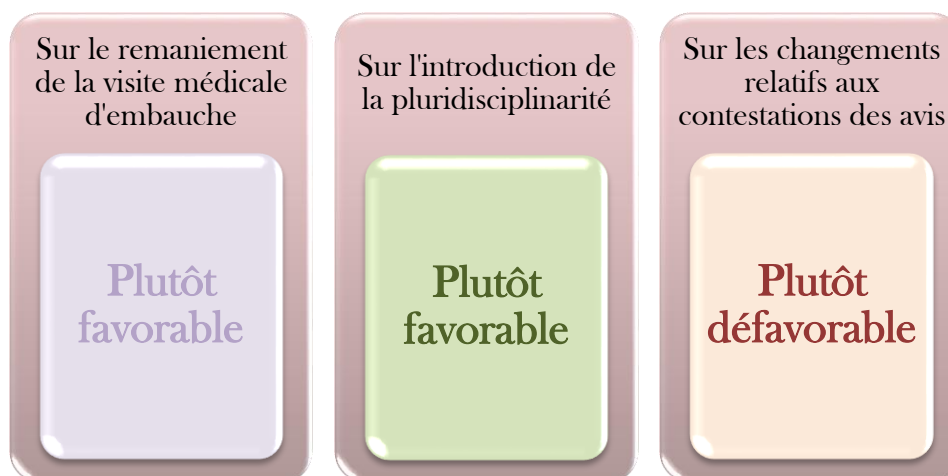 Sur le remaniement
de la visite médicale
d'embauche
Plutôt
favorable
Sur l'introduction de
la pluridisciplinarité
Plutôt
favorable
Sur les changements
relatifs aux
contestations des avis
Plutôt
défavorable